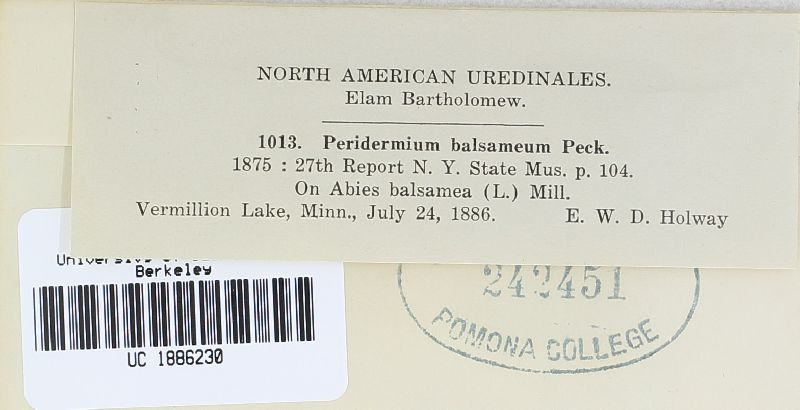 NORTH AMERICAN UREDINALES.
Elam Bartholomew.
1013. Peridermium balsameum Peck.
1875 : 27th Report N. Y. State Mus. p. 104.
On Abies balsamea (L.) Mill.
Vermillion Lake, Minn., July 24, 1886. E. W. D. Holway
Berkeley
UC 1886230
242451
POMONA COLLEGE